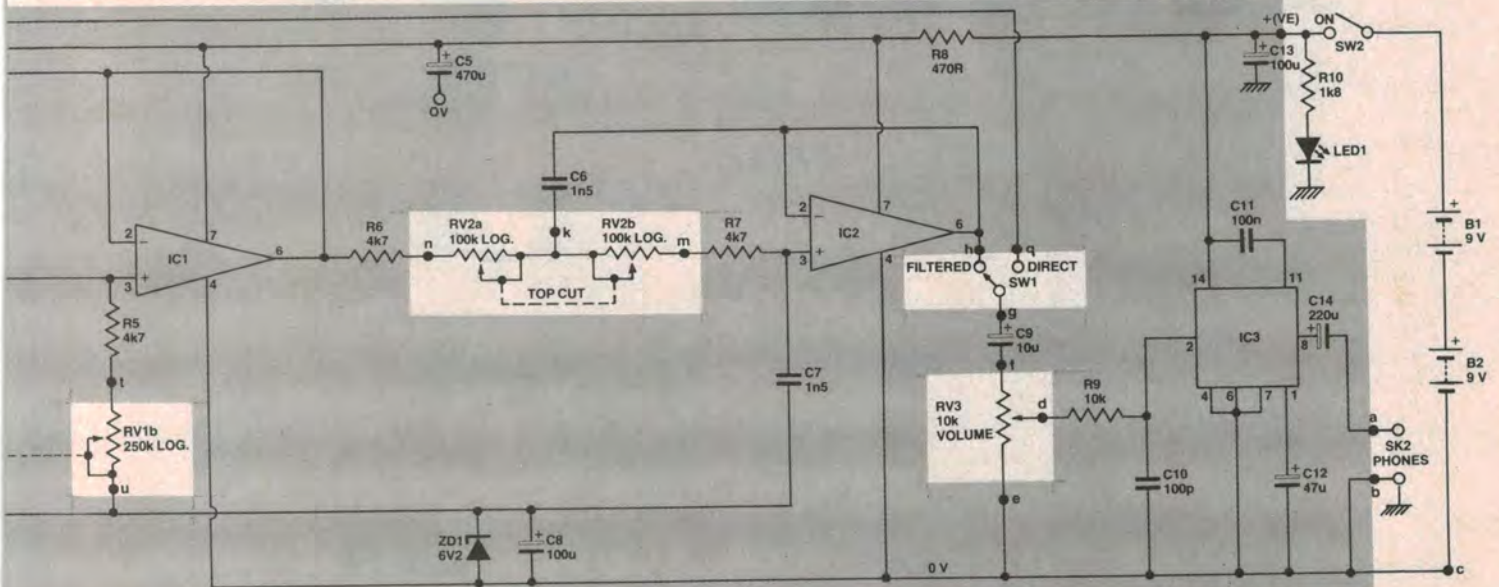 +(VE)
ON
SW2
R8
470R
C13
100u
C5
470u
OV
R10
1k8
LED1
C6
1n5
2
7
IC1
6
3
4
R6
4k7
n
RV2a
100k LOG.
k
RV2b
100k LOG.
m
R7
4k7
TOP CUT
2
7
IC2
6
3
4
h
q
FILTERED
DIRECT
SW1
g
C9
10u
f
C11
100n
14
11
2
IC3
8
C14
220u
4
6
7
1
B1
9 V
B2
9 V
R5
4k7
t
RV1b
250k LOG.
u
C7
1n5
RV3
10k
VOLUME
d
R9
10k
e
C10
100p
C12
47u
a
SK2
PHONES
b
ZD1
6V2
C8
100u
0 V
c